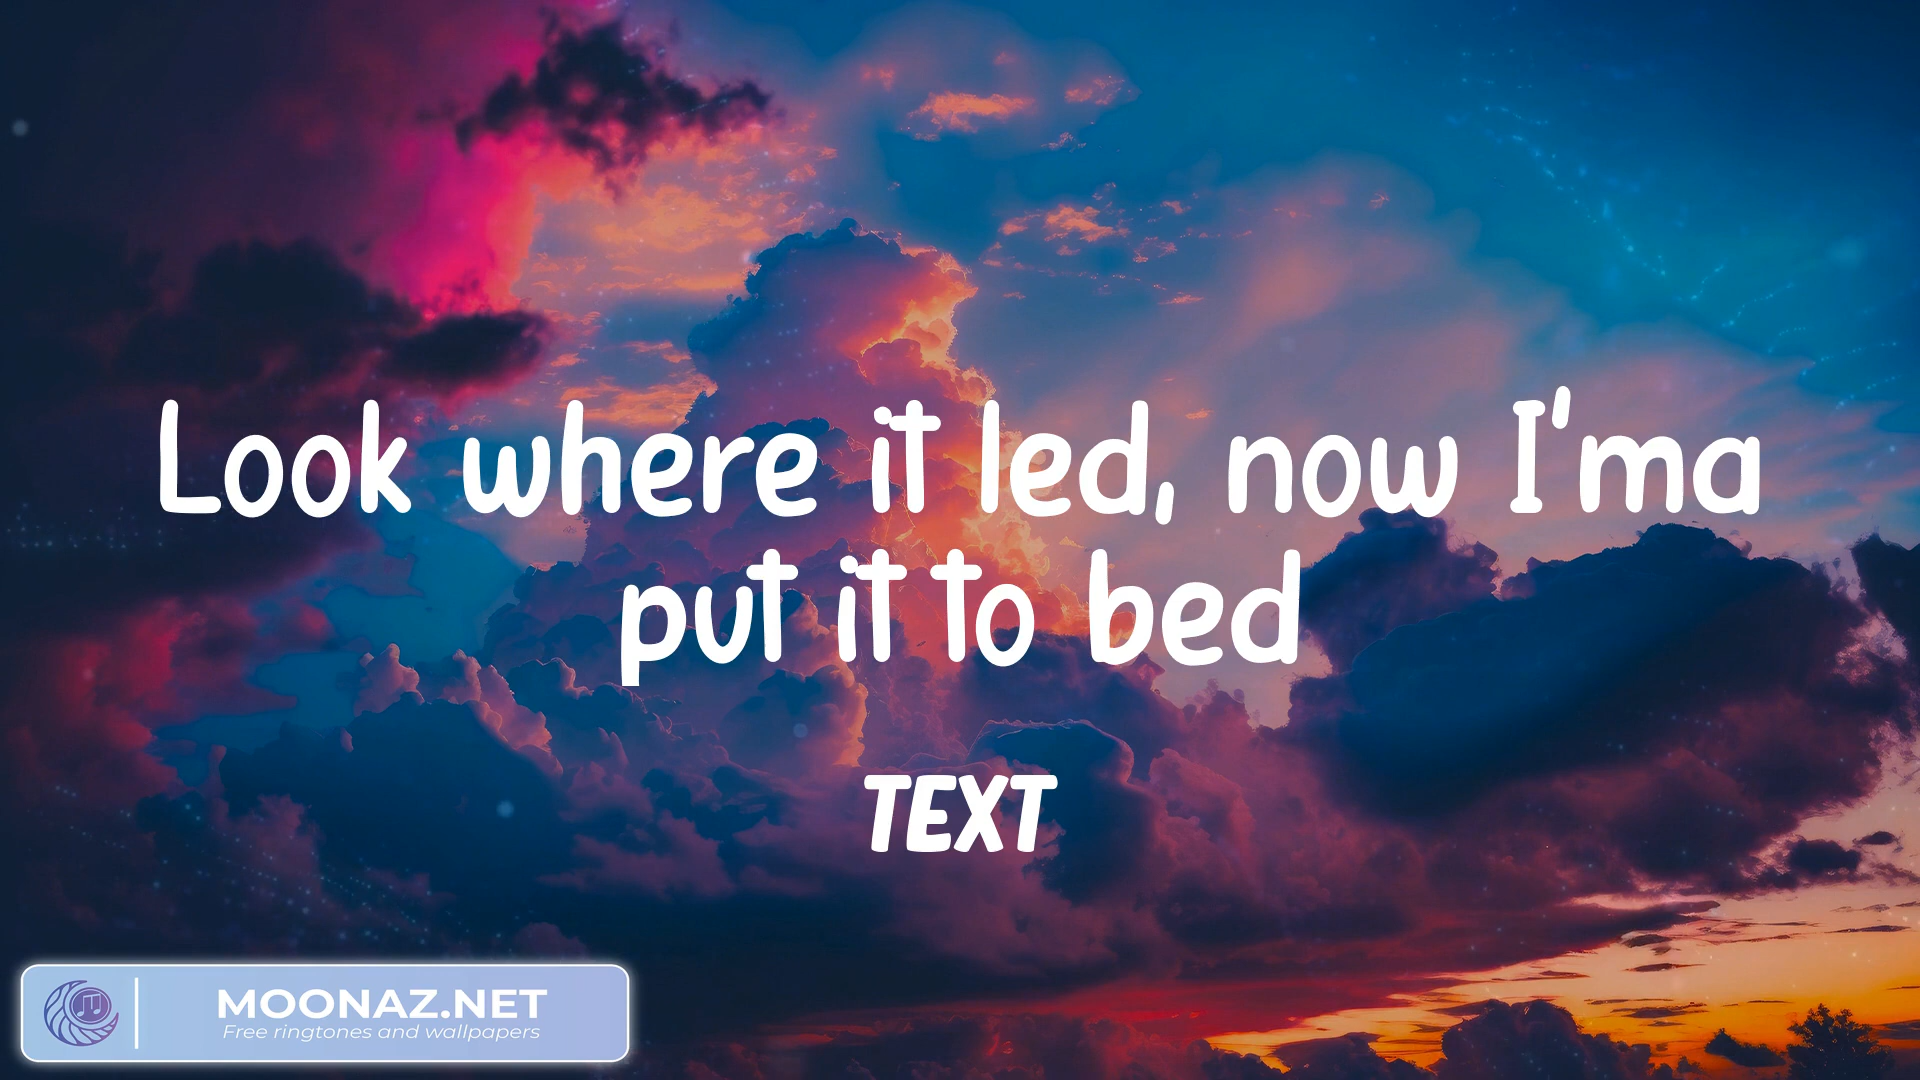 Look where it led, now I'ma
put it to bed
TEXT
MOONAZ.NET
Free ringtones and wallpapers